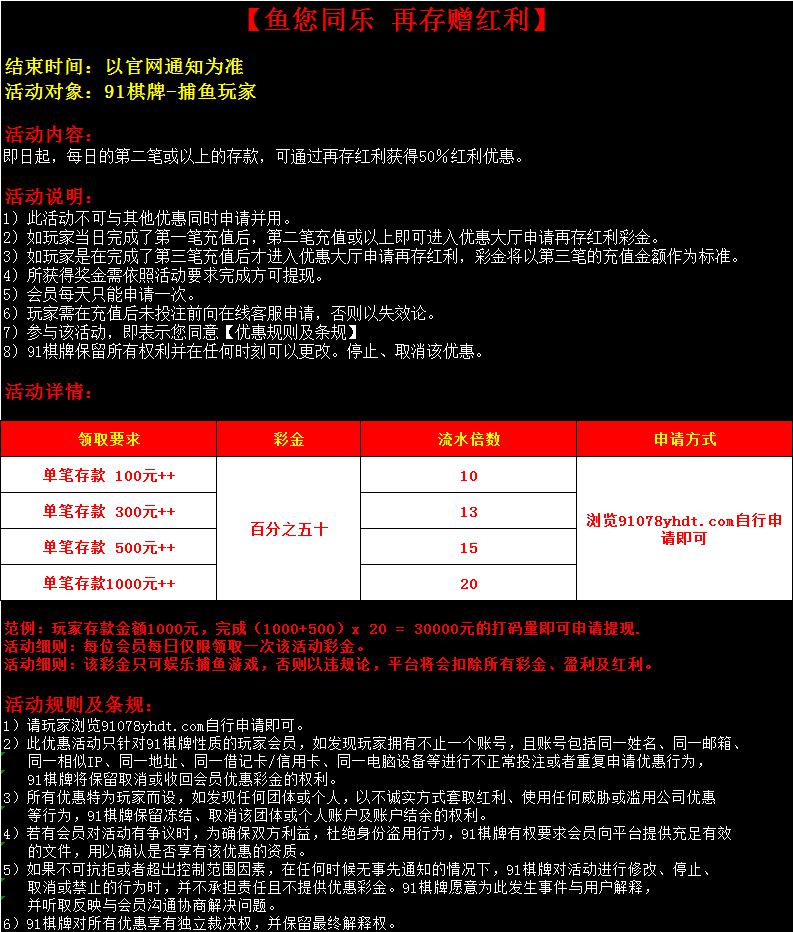 【鱼您同乐 再存赠红利】
结束时间：以官网通知为准
活动对象：91棋牌-捕鱼玩家
活动内容：
即日起，每日的第二笔或以上的存款，可通过再存红利获得50%红利优惠。
活动说明：
1）此活动不可与其他优惠同时申请并用。
2）如玩家当日完成了第一笔充值后，第二笔充值或以上即可进入优惠大厅申请再存红利彩金。
3）如玩家是在完成了第三笔充值后才进入优惠大厅申请再存红利，彩金将以第三笔的充值金额作为标准。
4）所获得奖金需依照活动要求完成方可提现。
5）会员每天只能申请一次。
6）玩家需在充值后未投注前向在线客服申请，否则以失效论。
7）参与该活动，即表示您同意【优惠规则及条规】
8）91棋牌保留所有权利并在任何时刻可以更改。停止、取消该优惠。
活动详情：
领取要求 彩金 流水倍数 申请方式
单笔存款 100元++ 10
单笔存款 300元++ 13
百分之五十
浏览91078yhdt.com自行申
请即可
单笔存款 500元++ 15
单笔存款1000元++ 20
范例：玩家存款金额1000元，完成（1000+500）x 20 = 30000元的打码量即可申请提现.
活动细则：每位会员每日仅限领取一次该活动彩金。
活动细则：该彩金只可娱乐捕鱼游戏，否则以违规论，平台将会扣除所有彩金、盈利及红利。
活动规则及条规：
1）请玩家浏览91078yhdt.com自行申请即可。
2）此优惠活动只针对91棋牌性质的玩家会员，如发现玩家拥有不止一个账号，且账号包括同一姓名、同一邮箱、
同一相似IP、同一地址、同一借记卡/信用卡、同一电脑设备等进行不正常投注或者重复申请优惠行为，
91棋牌将保留取消或收回会员优惠彩金的权利。
3）所有优惠特为玩家而设，如发现任何团体或个人，以不诚实方式套取红利、使用任何威胁或滥用公司优惠
等行为，91棋牌保留冻结、取消该团体或个人账户及账户结余的权利。
4）若有会员对活动有争议时，为确保双方利益，杜绝身份盗用行为，91棋牌有权要求会员向平台提供充足有效
的文件，用以确认是否享有该优惠的资质。
5）如果不可抗拒或者超出控制范围因素，在任何时候无事先通知的情况下，91棋牌对活动进行修改、停止、
取消或禁止的行为时，并不承担责任且不提供优惠彩金。91棋牌愿意为此发生事件与用户解释，
并听取反映与会员沟通协商解决问题。
6）91棋牌对所有优惠享有独立裁决权，并保留最终解释权。